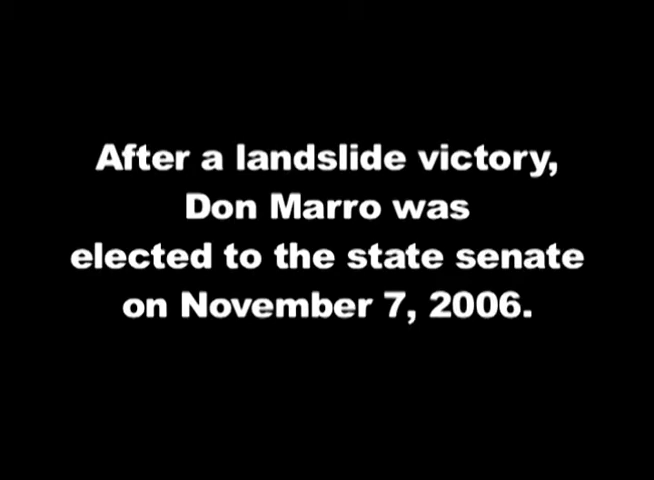 After a landslide victory,
Don Marro was
elected to the state senate
on November 7, 2006.